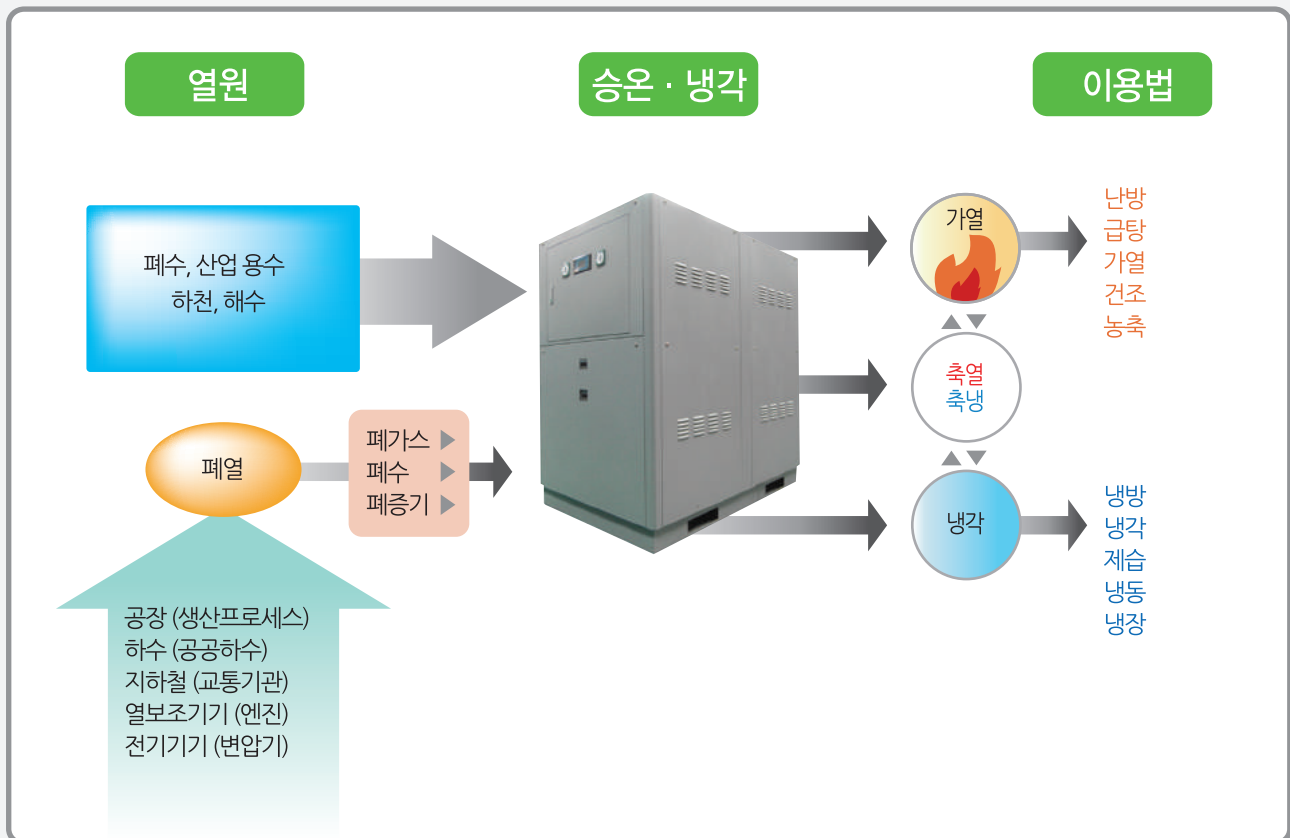 열원
승온 · 냉각
이용법
폐수, 산업 용수
하천, 해수
폐열
폐가스
폐수
폐증기
공장 (생산프로세스)
하수 (공공하수)
지하철 (교통기관)
열보조기기 (엔진)
전기기기 (변압기)
가열
축열
축냉
냉각
난방
급탕
가열
건조
농축
냉방
냉각
제습
냉동
냉장